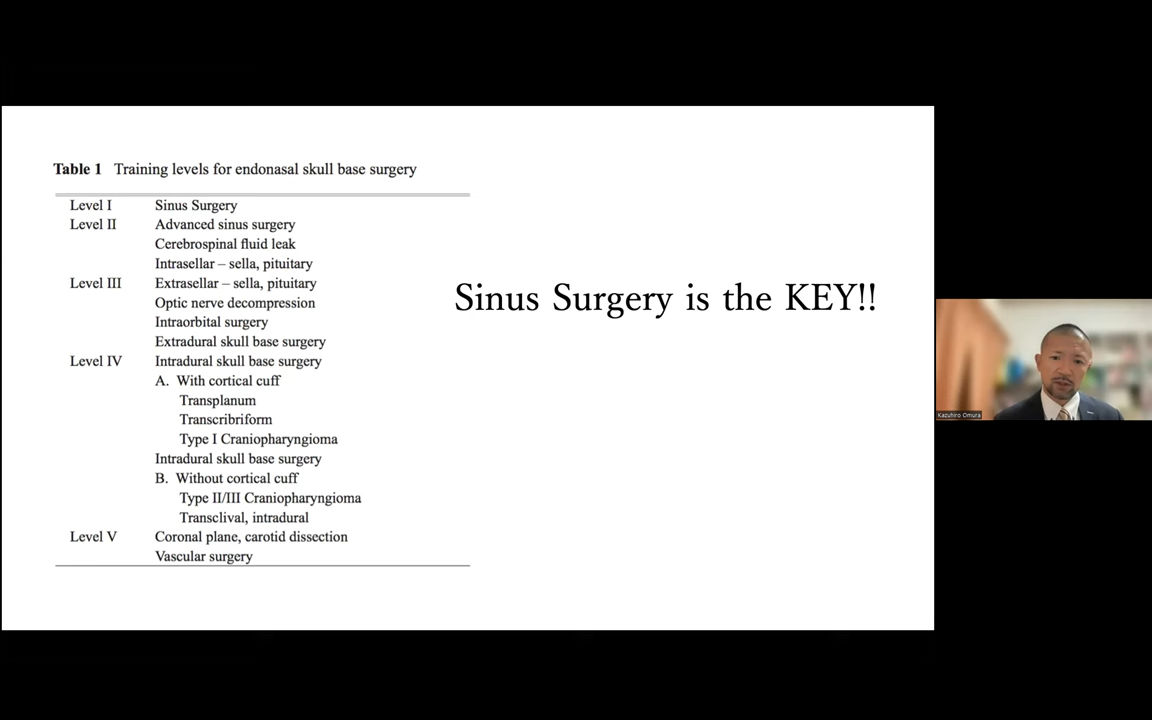 Table 1 Training levels for endonasal skull base surgery
Level I Sinus Surgery
Level II Advanced sinus surgery
Cerebrospinal fluid leak
Intrasellar – sella, pituitary
Level III Extrasellar – sella, pituitary
Optic nerve decompression
Intraorbital surgery
Extradural skull base surgery
Level IV Intradural skull base surgery
A. With cortical cuff
Transplanum
Transcribriform
Type I Craniopharyngioma
Intradural skull base surgery
B. Without cortical cuff
Type II/III Craniopharyngioma
Transclival, intradural
Level V Coronal plane, carotid dissection
Vascular surgery
Sinus Surgery is the KEY!!
Kazuhiro Omura